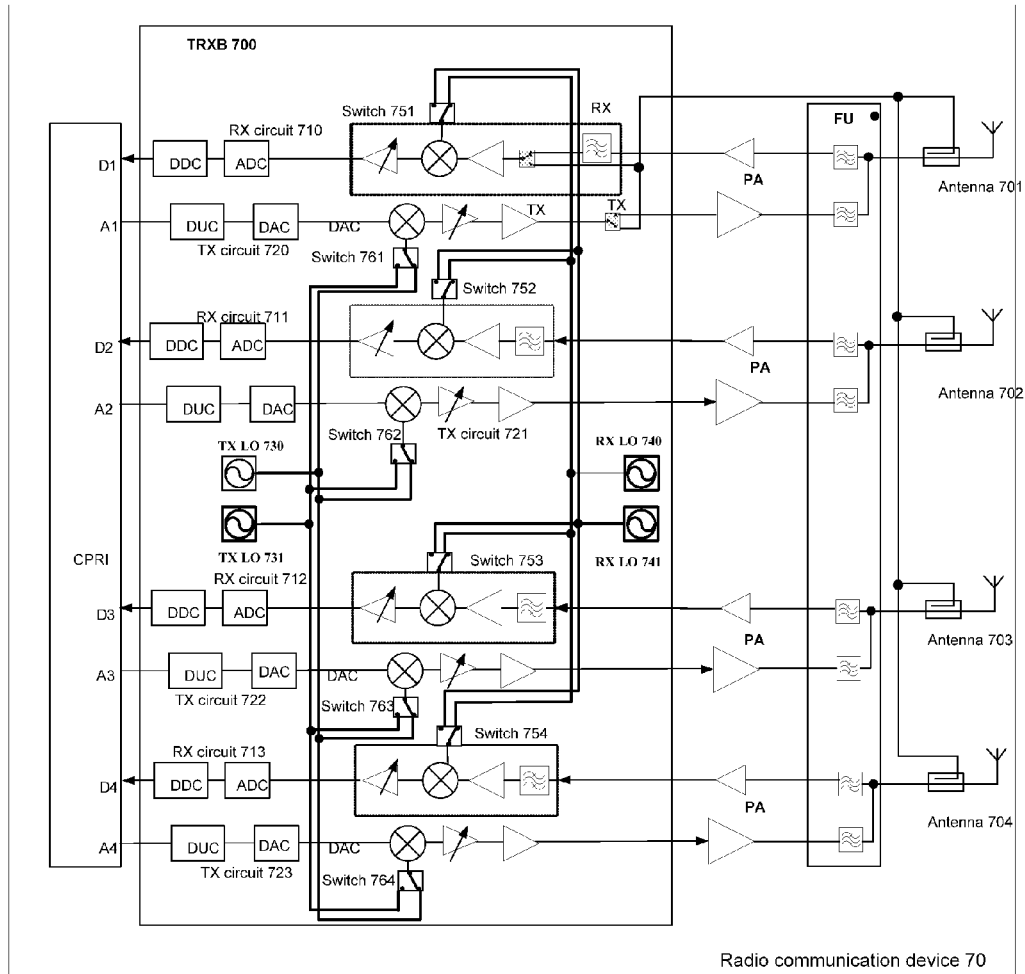 TRXB 700
Switch 751
RX
FU
RX circuit 710
D1
DDC
ADC
PA
Antenna 701
A1
DUC
DAC
DAC
TX
TX
TX circuit 720
Switch 761
Switch 752
RX circuit 711
D2
DDC
ADC
PA
Antenna 702
A2
DUC
DAC
Switch 762
TX circuit 721
TX LO 730
RX LO 740
TX LO 731
RX LO 741
CPRI
Switch 753
RX circuit 712
D3
DDC
ADC
PA
Antenna 703
A3
DUC
DAC
DAC
TX circuit 722
Switch 763
Switch 754
RX circuit 713
D4
DDC
ADC
PA
Antenna 704
A4
DUC
DAC
DAC
TX circuit 723
Switch 764
Radio communication device 70